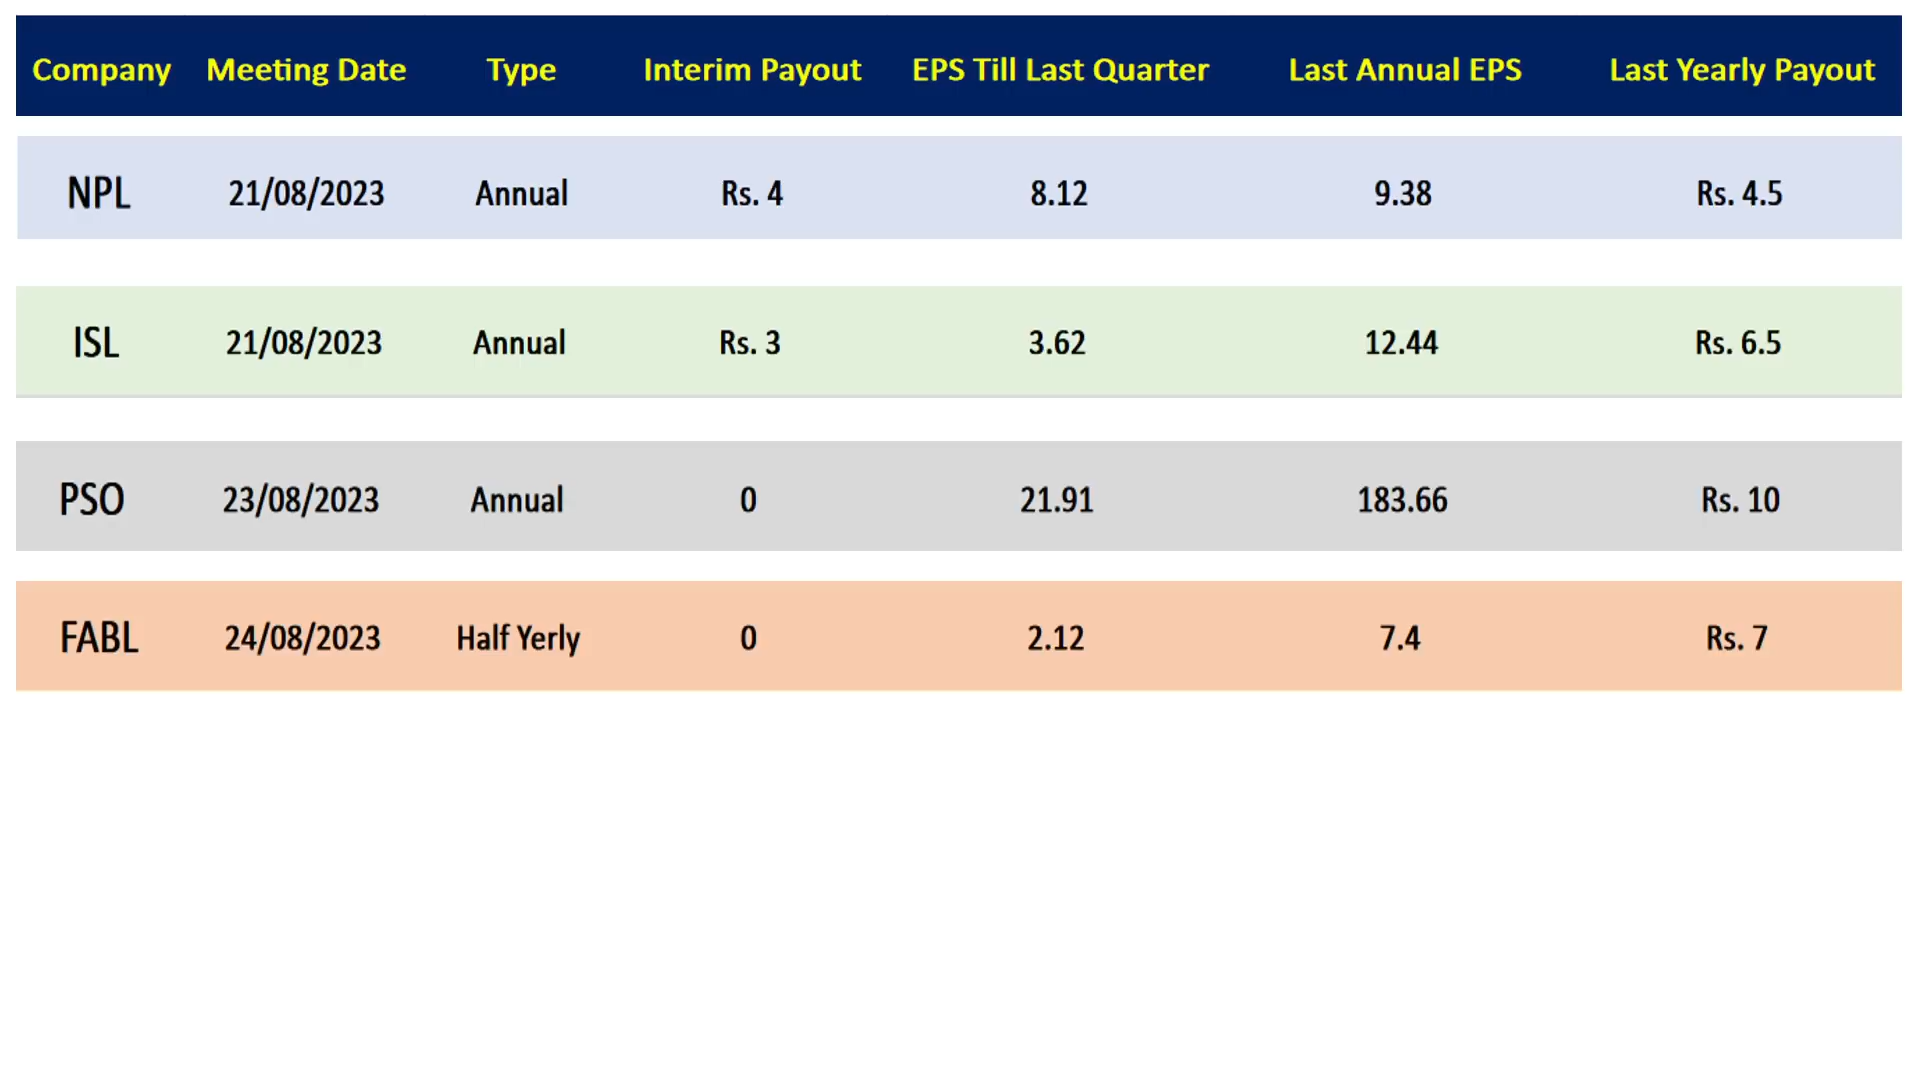 Company Meeting Date Type Interim Payout EPS Till Last Quarter Last Annual EPS Last Yearly Payout
NPL 21/08/2023 Annual Rs. 4 8.12 9.38 Rs. 4.5
ISL 21/08/2023 Annual Rs. 3 3.62 12.44 Rs. 6.5
PSO 23/08/2023 Annual 0 21.91 183.66 Rs. 10
FABL 24/08/2023 Half Yerly 0 2.12 7.4 Rs. 7